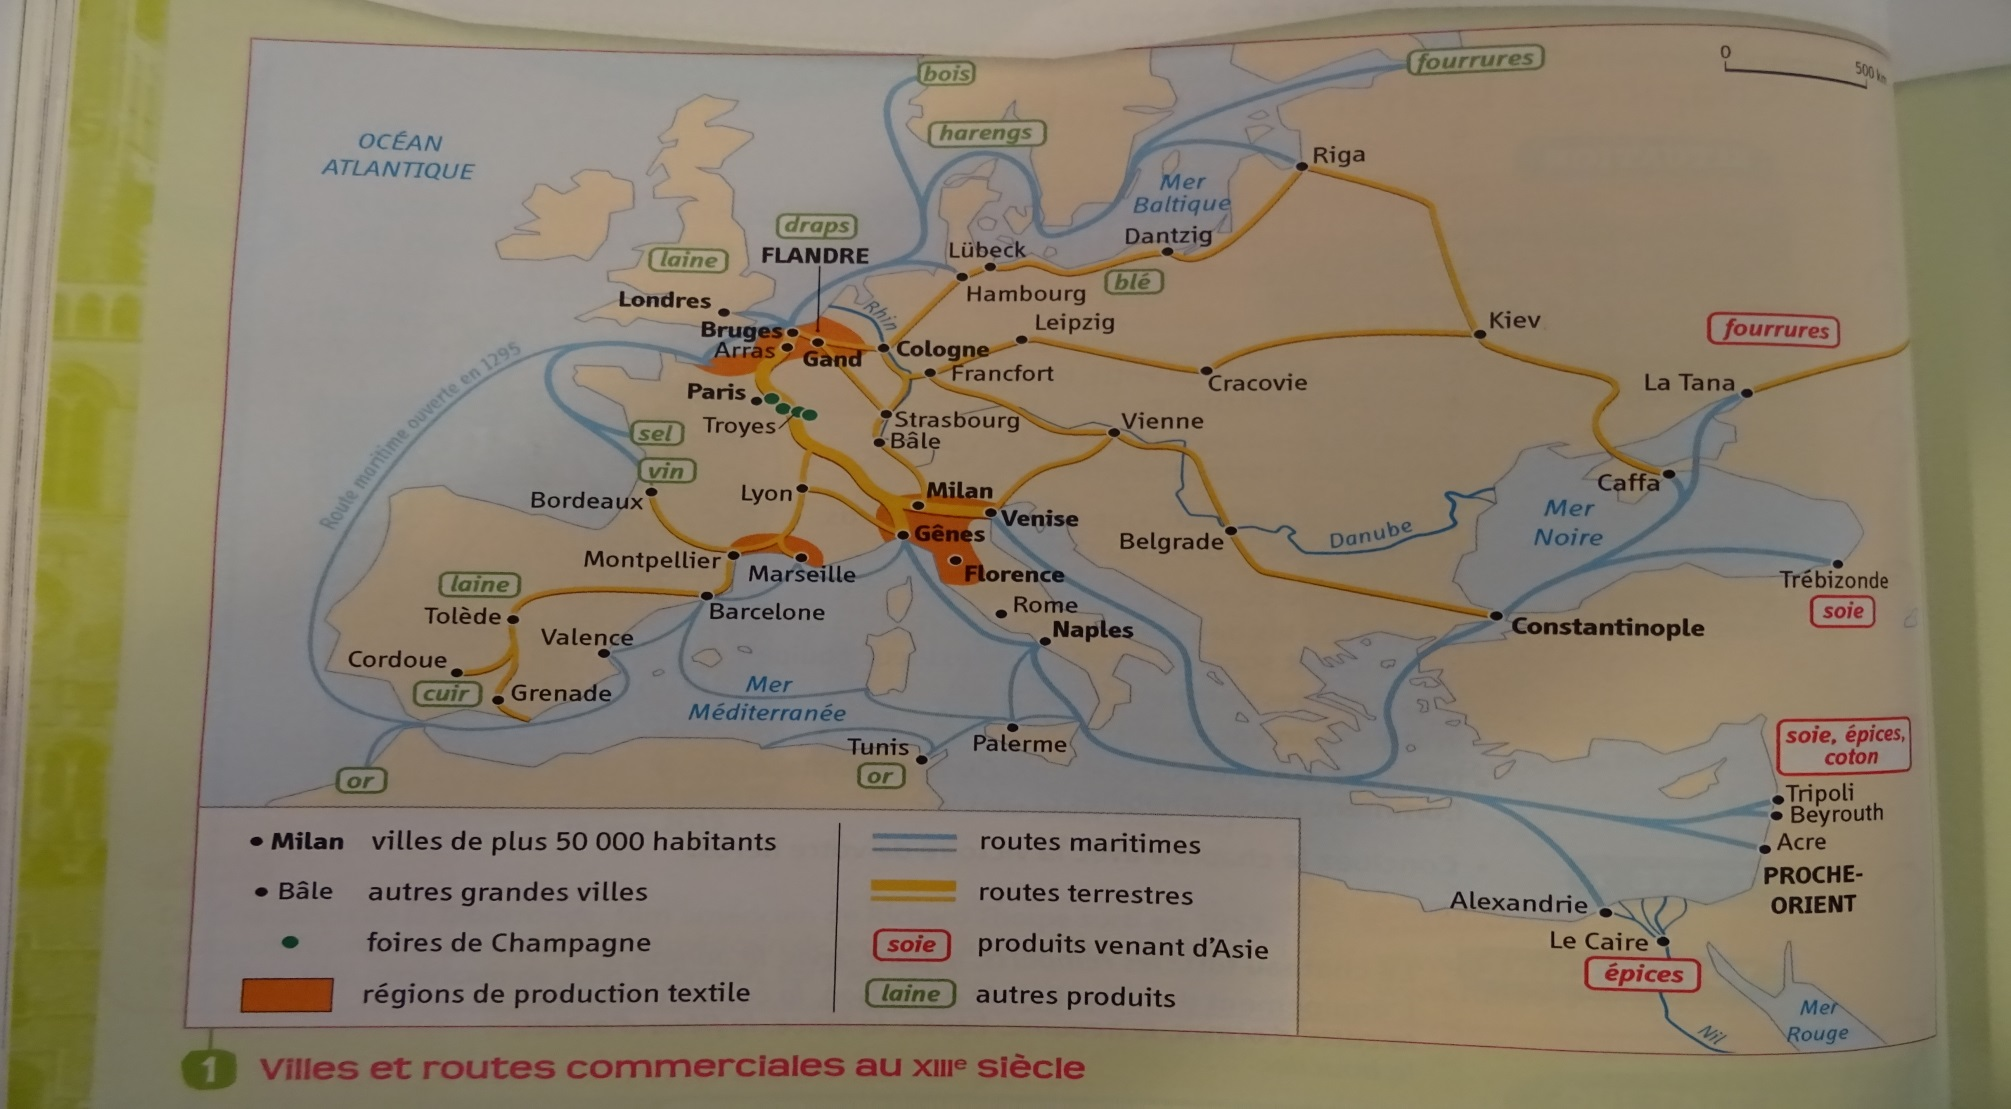 bois
fourrures
0
500 km
OCÉAN
ATLANTIQUE
harengs
Riga
Mer
Baltique
draps
FLANDRE
laine
Lübeck
Dantzig
blé
Hambourg
Londres
Rhin
Bruges
Leipzig
Kiev
fourrures
Arras
Gand
Cologne
Route maritime ouverte en 1295
Francfort
Cracovie
La Tana
Paris
Troyes
Strasbourg
Vienne
sel
Bâle
vin
Bordeaux
Lyon
Milan
Caffa
Venise
Mer
Noire
Gênes
Belgrade
Danube
Montpellier
Marseille
Florence
Trébizonde
laine
soie
Tolède
Barcelone
Rome
Naples
Constantinople
Valence
Cordoue
cuir
Grenade
Mer
Méditerranée
Tunis
Palerme
soie, épices,
coton
or
or
Tripoli
Beyrouth
Acre
PROCHE-
ORIENT
Alexandrie
Le Caire
épices
Mer
Rouge
Nil
Milan villes de plus 50 000 habitants
Bâle autres grandes villes
foires de Champagne
régions de production textile
routes maritimes
routes terrestres
soie produits venant d'Asie
laine autres produits
1 Villes et routes commerciales au XIIIe siècle